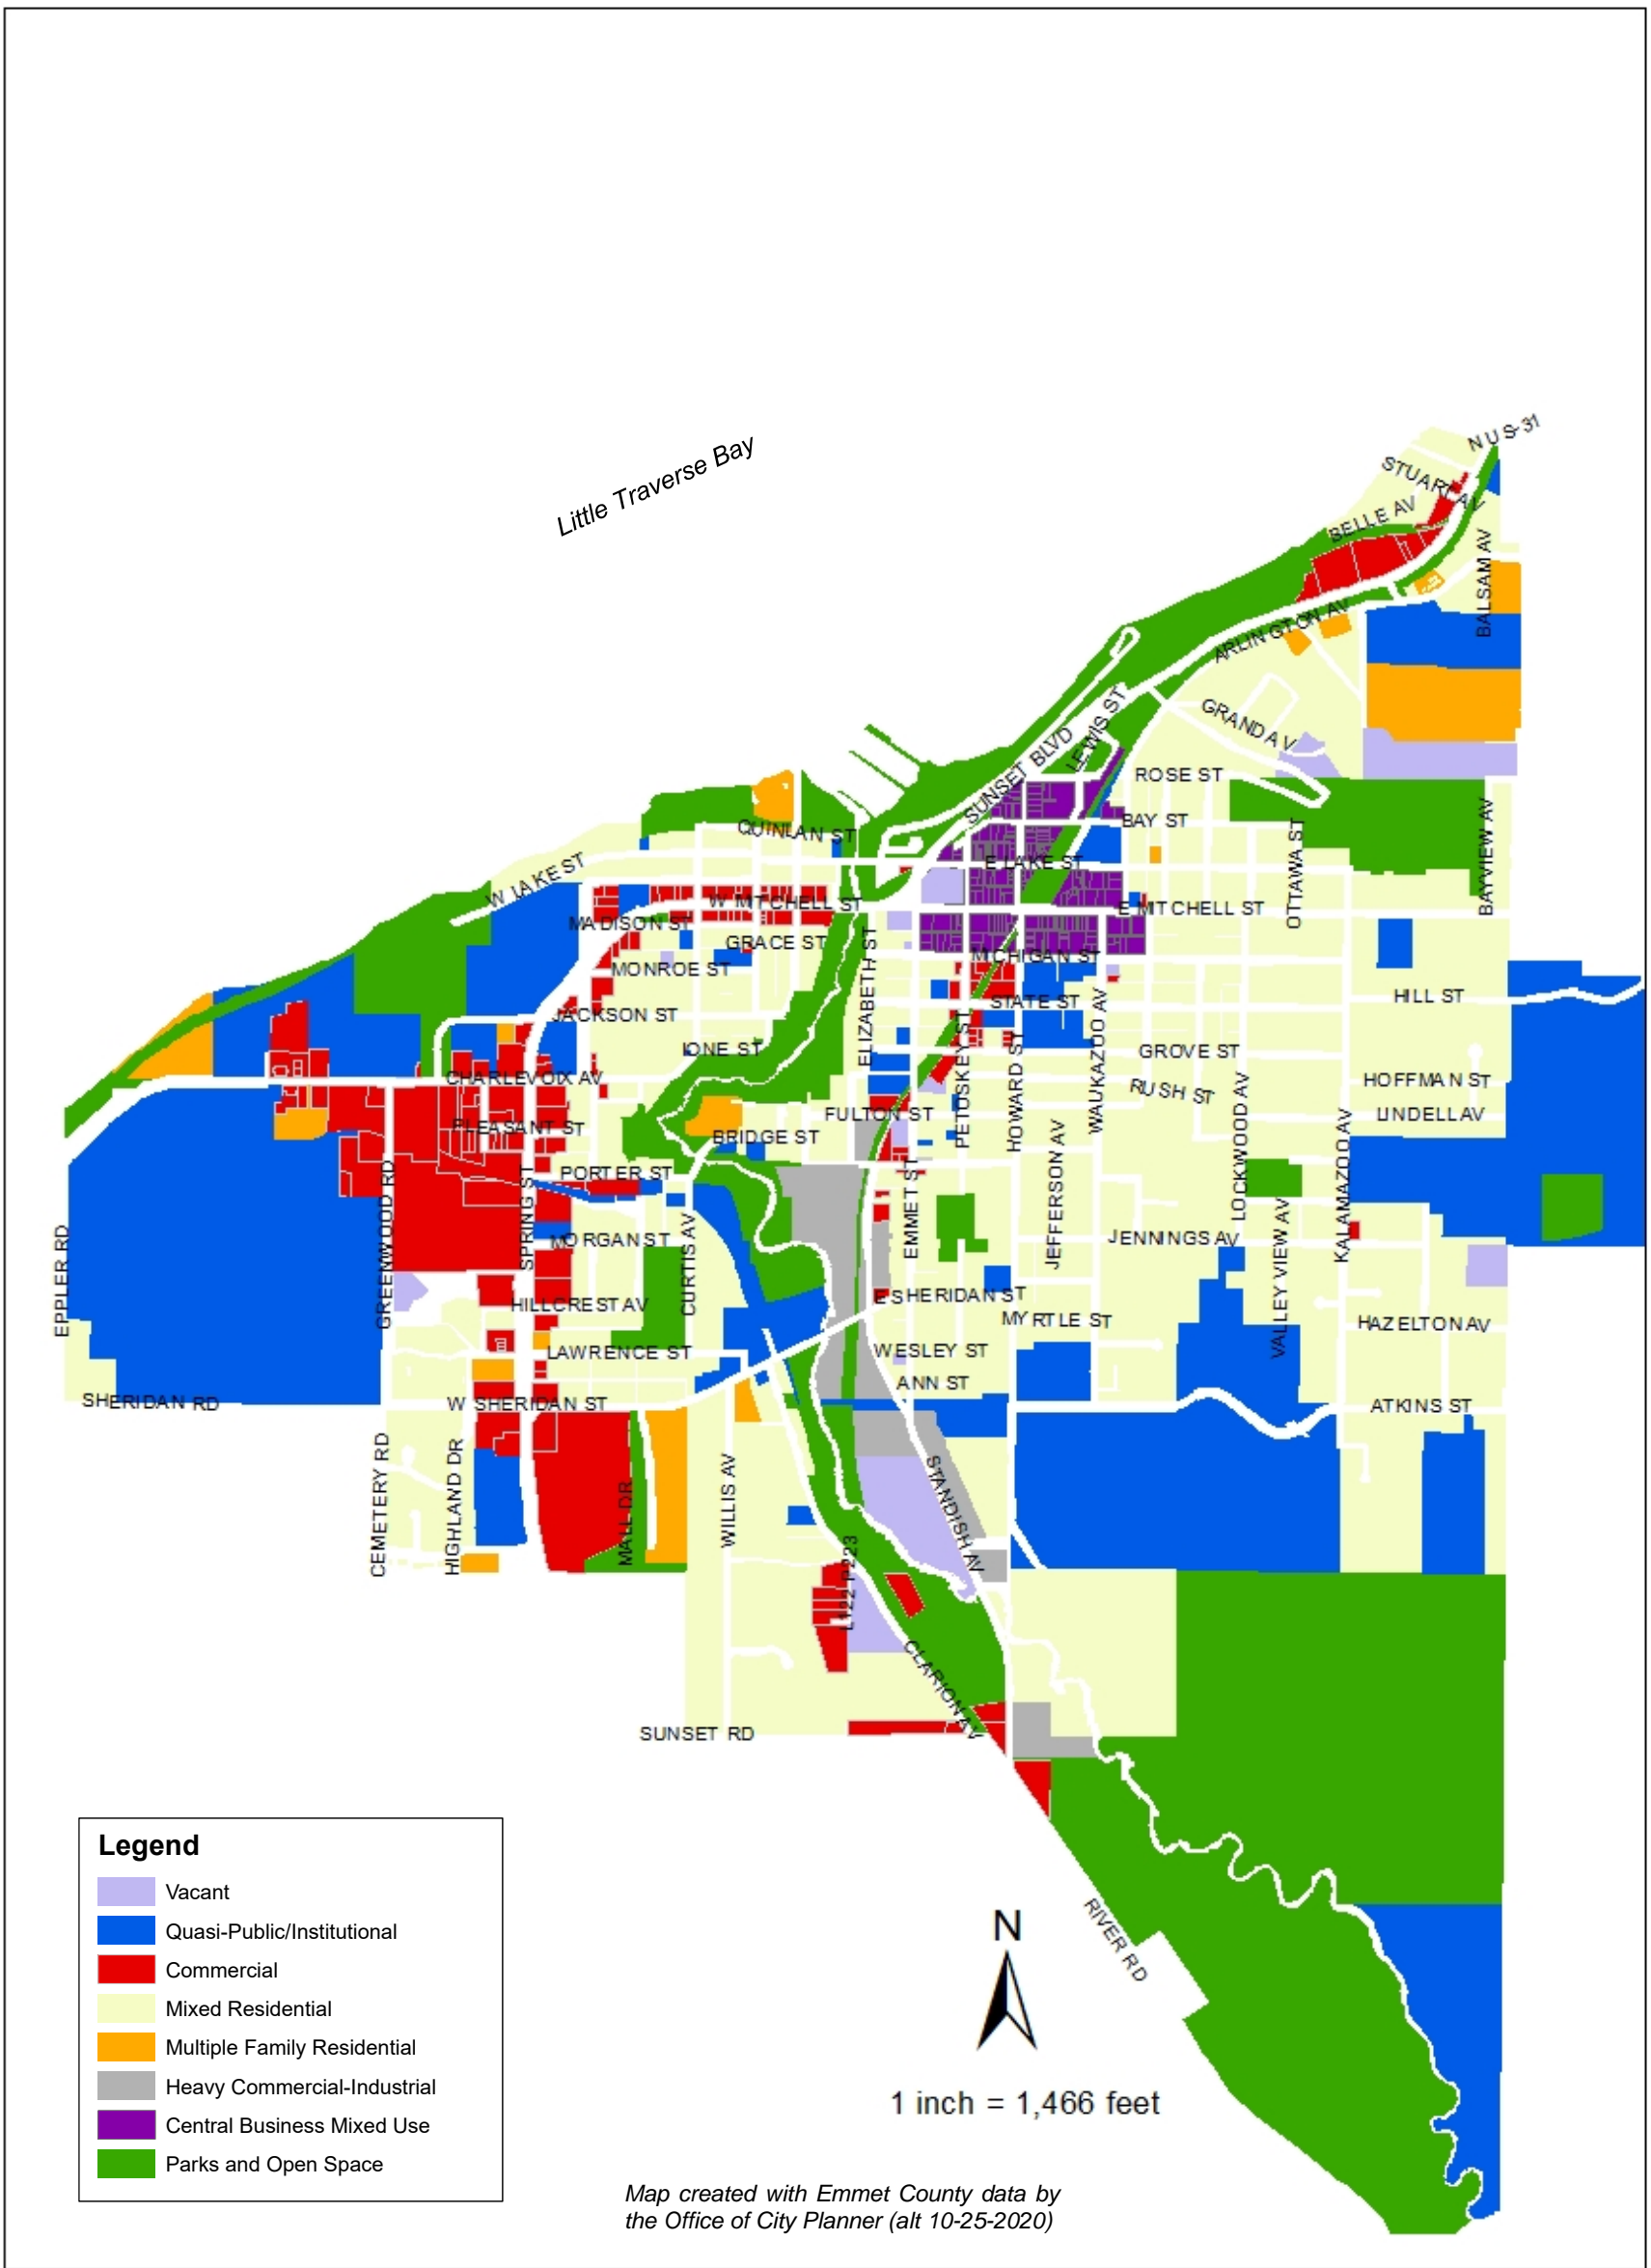 Little Traverse Bay
N US-31
STUART AV
BELLE AV
BALSAM AV
ARLINGTON AV
GRAND AV
LEWIS ST
SUNSET BLVD
ROSE ST
BAY ST
QUINLAN ST
E LAKE ST
W LAKE ST
OTTAWA ST
BAYVIEW AV
W MITCHELL ST
E MITCHELL ST
MADISON ST
GRACE ST
MICHIGAN ST
MONROE ST
ELIZABETH ST
STATE ST
HILL ST
JACKSON ST
IONE ST
PETOSKEY ST
HOWARD ST
WAUKAZOO AV
GROVE ST
CHARLEVOIX AV
RUSH ST
HOFFMAN ST
LINDELL AV
FULTON ST
PLEASANT ST
BRIDGE ST
LOCKWOOD AV
KALAMAZOO AV
PORTER ST
GREENWOOD RD
SPRING ST
EMMET ST
JEFFERSON AV
EPPLER RD
MORGAN ST
CURTIS AV
JENNINGS AV
VALLEY VIEW AV
HILLCREST AV
E SHERIDAN ST
MYRTLE ST
HAZELTON AV
LAWRENCE ST
WESLEY ST
ANN ST
SHERIDAN RD
W SHERIDAN ST
ATKINS ST
CEMETERY RD
HIGHLAND DR
MALL DR
WILLIS AV
STANDISH AV
L122 P223
CLARION AV
SUNSET RD
RIVER RD
Legend
Vacant
Quasi-Public/Institutional
Commercial
Mixed Residential
Multiple Family Residential
Heavy Commercial-Industrial
Central Business Mixed Use
Parks and Open Space
N
1 inch = 1,466 feet
Map created with Emmet County data by
the Office of City Planner (alt 10-25-2020)